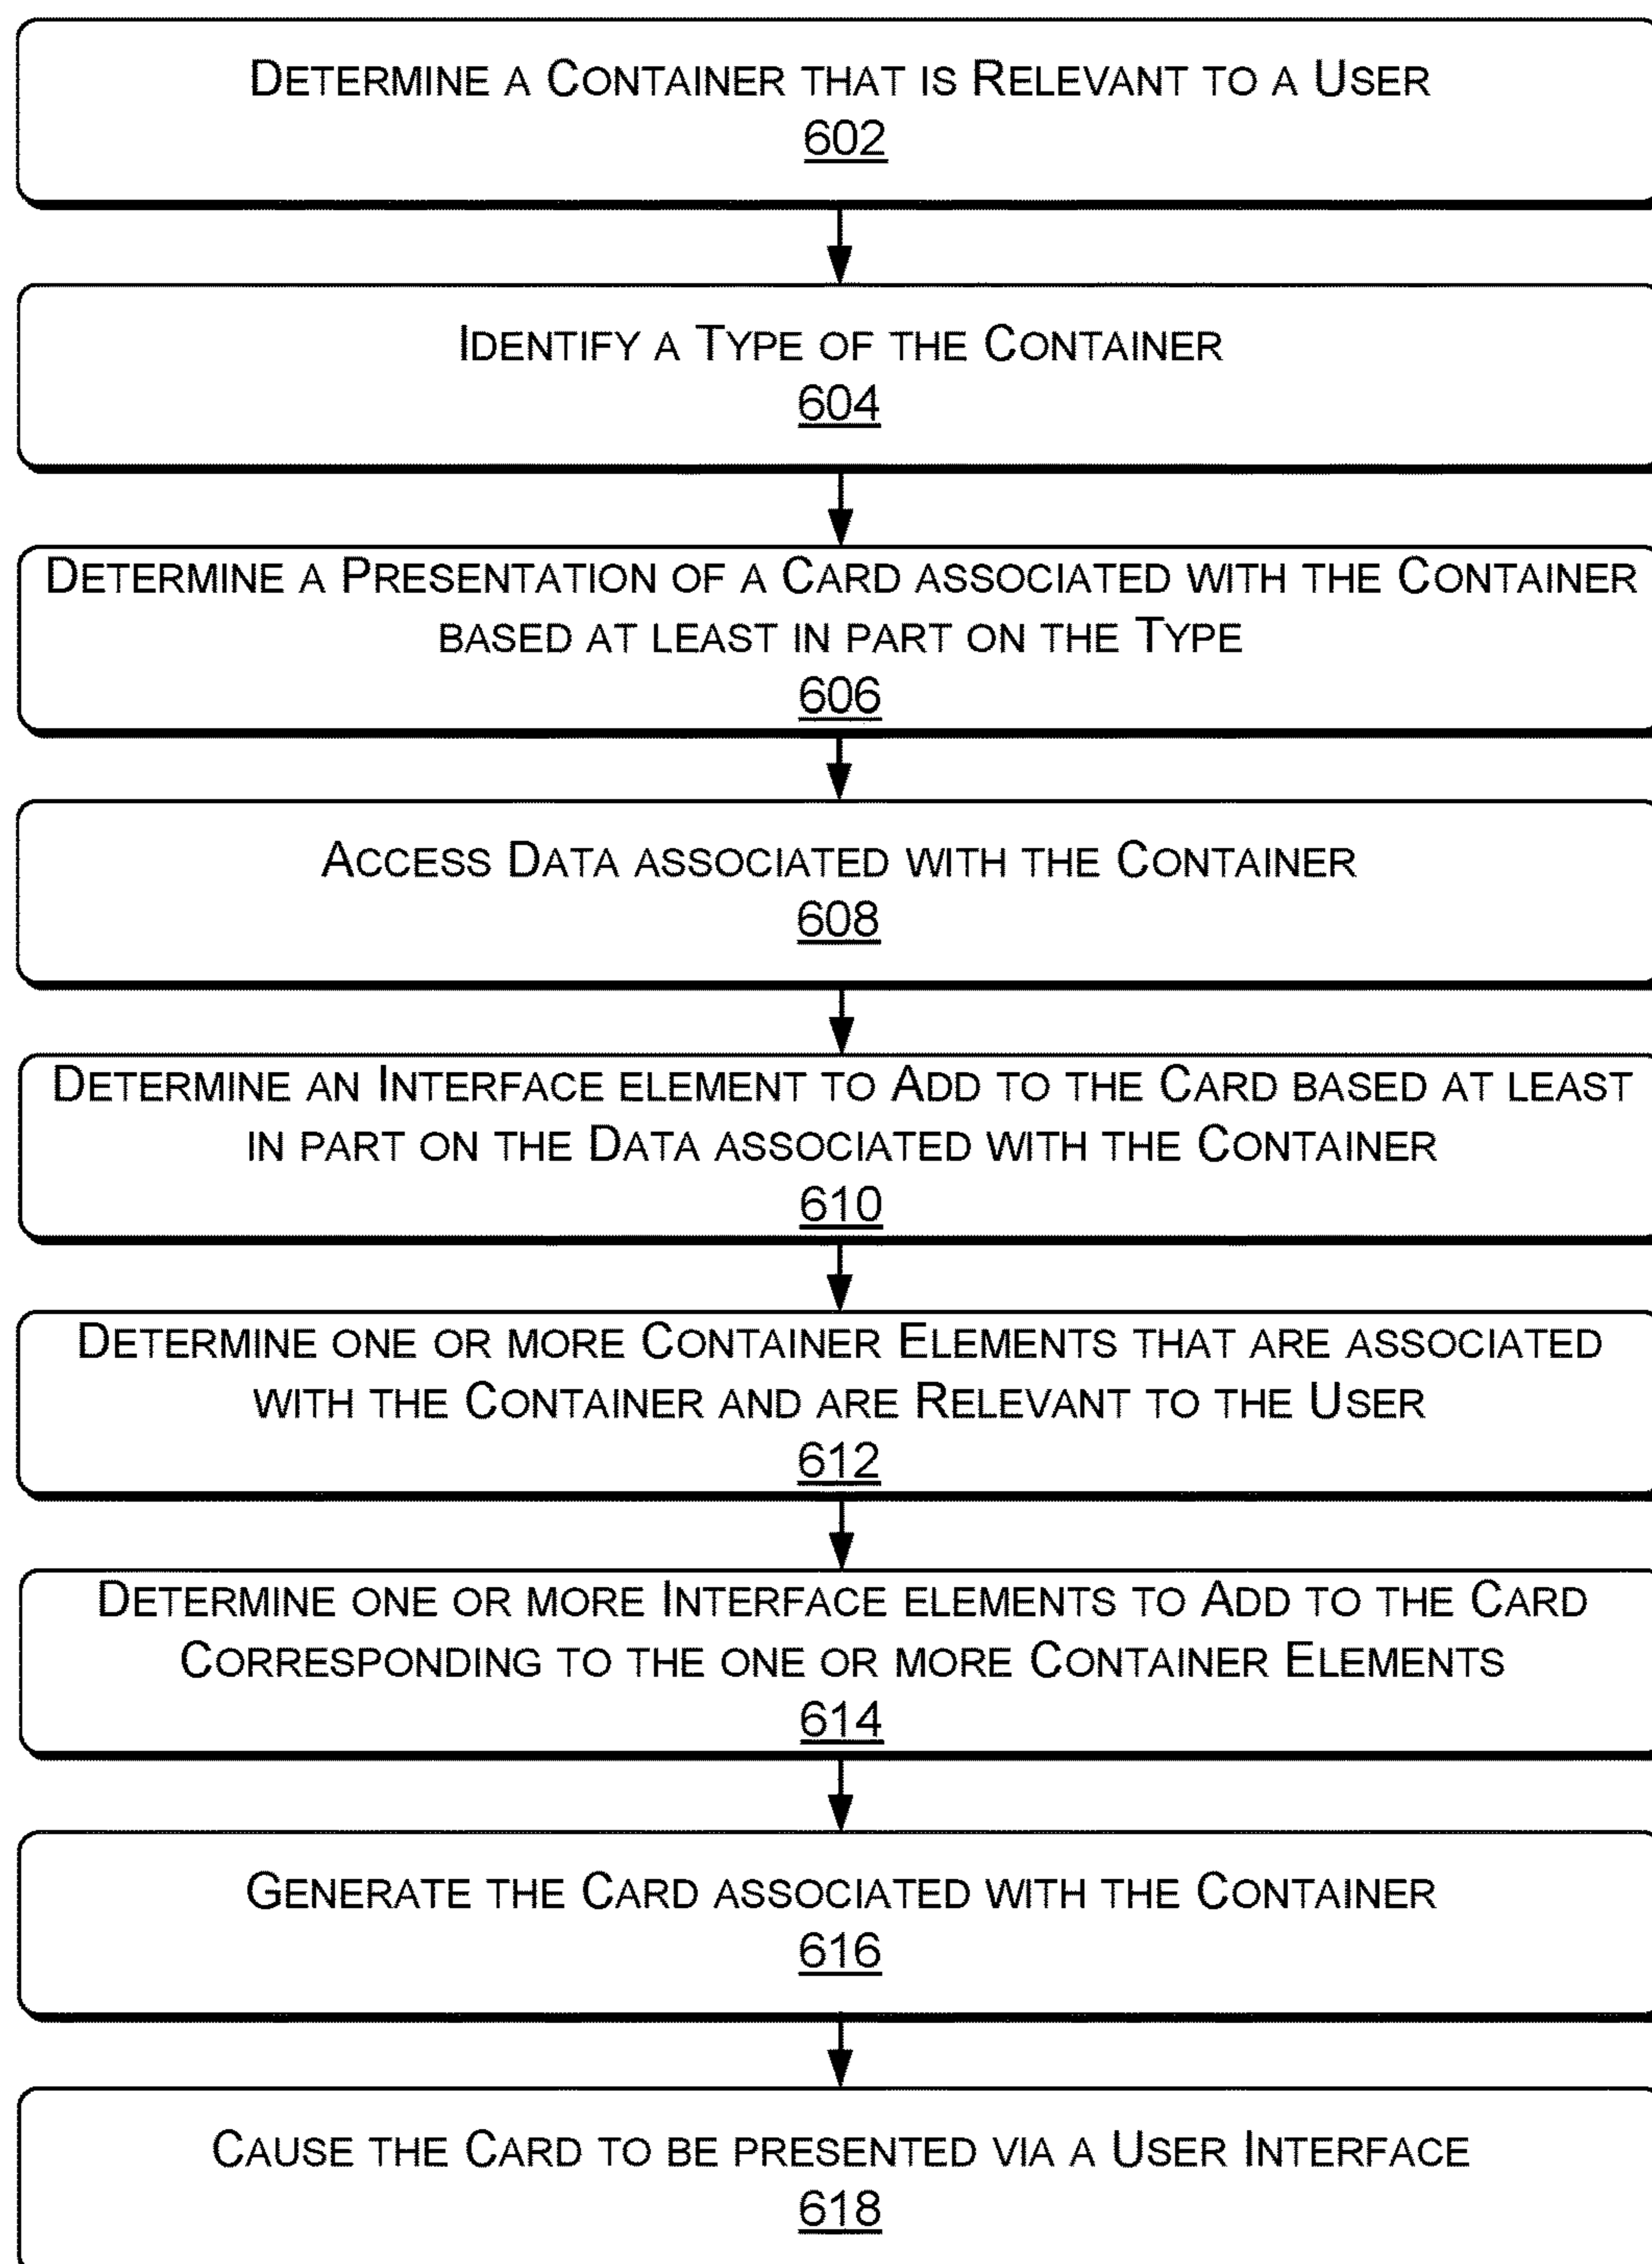 DETERMINE A CONTAINER THAT IS RELEVANT TO A USER
602
IDENTIFY A TYPE OF THE CONTAINER
604
DETERMINE A PRESENTATION OF A CARD ASSOCIATED WITH THE CONTAINER
BASED AT LEAST IN PART ON THE TYPE
606
ACCESS DATA ASSOCIATED WITH THE CONTAINER
608
DETERMINE AN INTERFACE ELEMENT TO ADD TO THE CARD BASED AT LEAST
IN PART ON THE DATA ASSOCIATED WITH THE CONTAINER
610
DETERMINE ONE OR MORE CONTAINER ELEMENTS THAT ARE ASSOCIATED
WITH THE CONTAINER AND ARE RELEVANT TO THE USER
612
DETERMINE ONE OR MORE INTERFACE ELEMENTS TO ADD TO THE CARD
CORRESPONDING TO THE ONE OR MORE CONTAINER ELEMENTS
614
GENERATE THE CARD ASSOCIATED WITH THE CONTAINER
616
CAUSE THE CARD TO BE PRESENTED VIA A USER INTERFACE
618